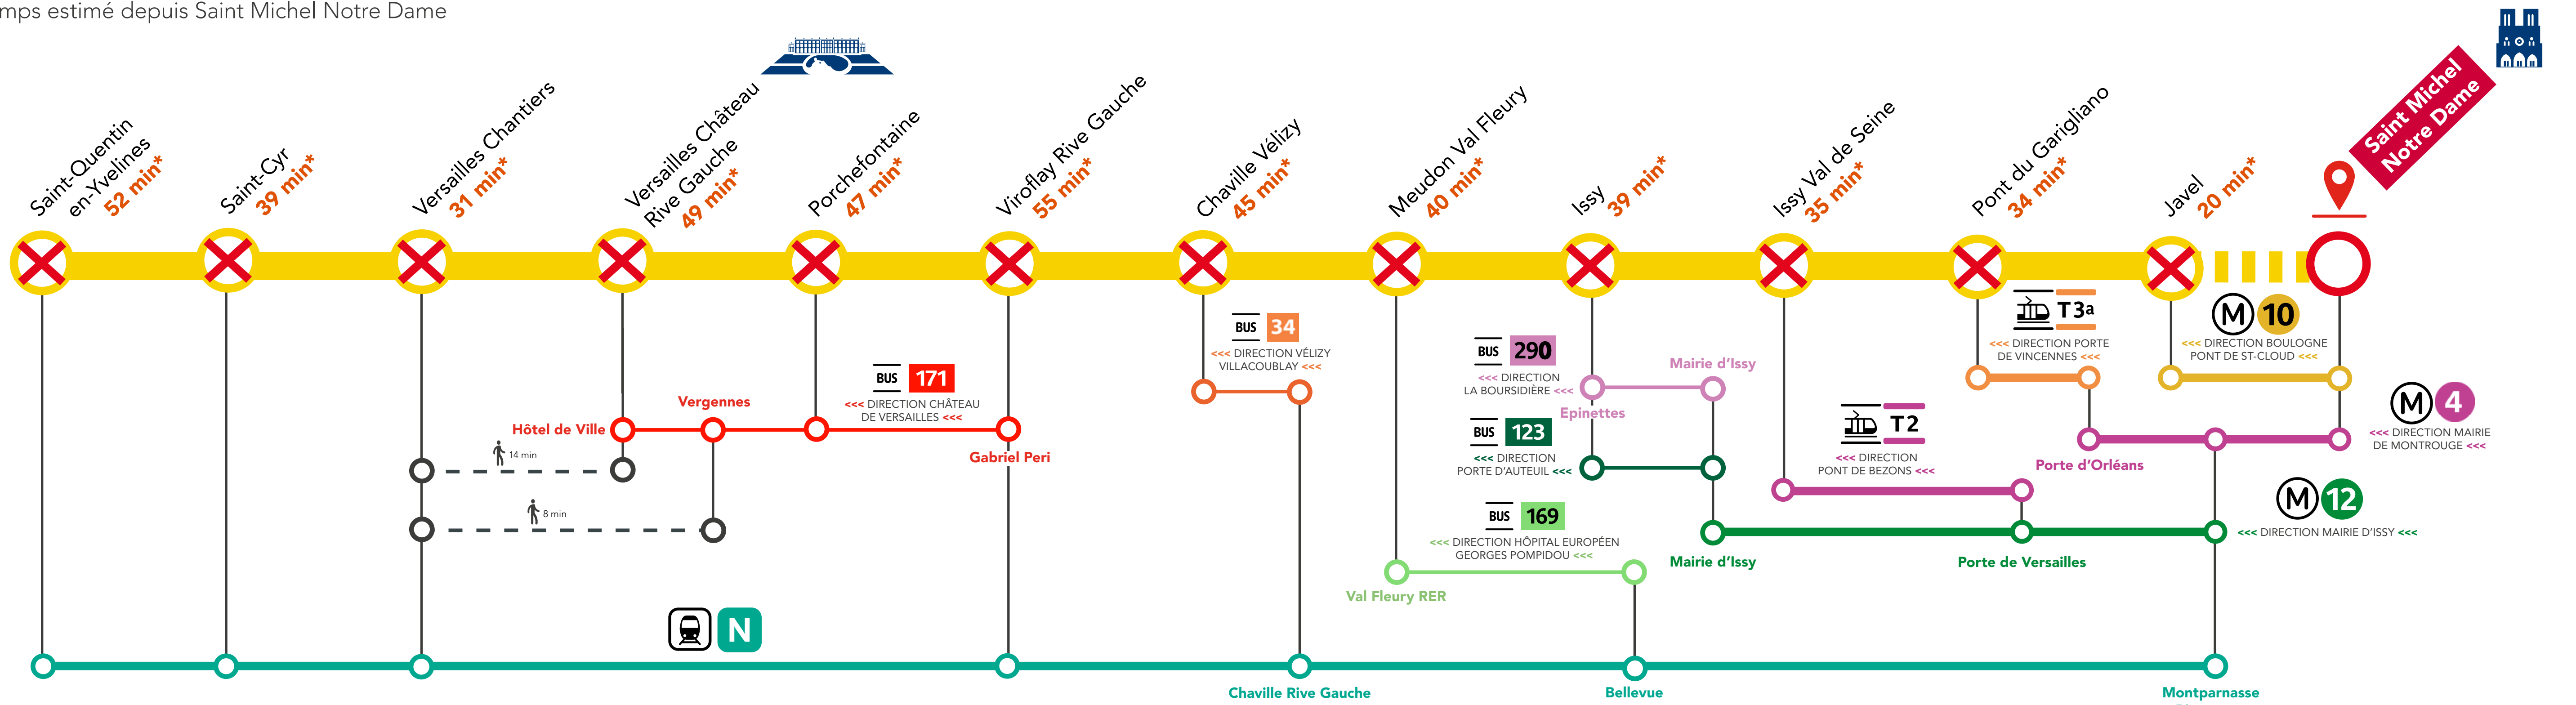 mps estimé depuis Saint Michel Notre Dame
Saint-Quentin
en-Yvelines
52 min*
Saint-Cyr
39 min*
Versailles Chantiers
31 min*
Versailles Château
Rive Gauche
49 min*
Porchefontaine
47 min*
Viroflay Rive Gauche
55 min*
Chaville Vélizy
45 min*
Meudon Val Fleury
40 min*
Issy
39 min*
Issy Val de Seine
35 min*
Pont du Garigliano
34 min*
Javel
20 min*
Saint Michel
Notre Dame
BUS 34
<<< DIRECTION VÉLIZY
VILLACOUBLAY <<<
BUS 290
<<< DIRECTION
LA BOURSIDIÈRE <<<
Mairie d'Issy
Epinettes
T3a
<<< DIRECTION PORTE
DE VINCENNES <<<
M 10
<<< DIRECTION BOULOGNE
PONT DE ST-CLOUD <<<
BUS 171
<<< DIRECTION CHÂTEAU
DE VERSAILLES <<<
Hôtel de Ville
Vergennes
Gabriel Peri
14 min
8 min
BUS 123
<<< DIRECTION
PORTE D'AUTEUIL <<<
T2
<<< DIRECTION
PONT DE BEZONS <<<
M 4
<<< DIRECTION MAIRIE
DE MONTROUGE <<<
Porte d'Orléans
M 12
<<< DIRECTION MAIRIE D'ISSY <<<
BUS 169
<<< DIRECTION HÔPITAL EUROPÉEN
GEORGES POMPIDOU <<<
Mairie d'Issy
Porte de Versailles
Val Fleury RER
N
Chaville Rive Gauche
Bellevue
Montparnasse